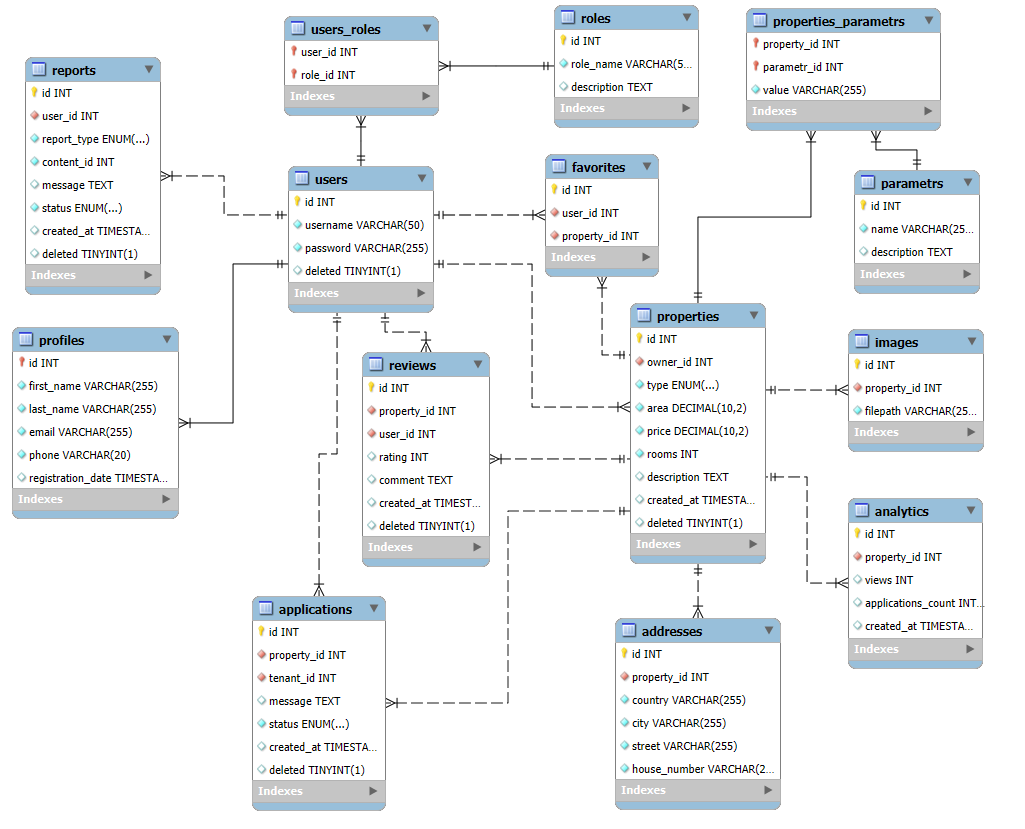 users_roles
user_id INT
role_id INT
Indexes
roles
id INT
role_name VARCHAR(5...
description TEXT
Indexes
properties_parametrs
property_id INT
parametr_id INT
value VARCHAR(255)
Indexes
reports
id INT
user_id INT
report_type ENUM(...)
content_id INT
message TEXT
status ENUM(...)
created_at TIMESTA...
deleted TINYINT(1)
Indexes
users
id INT
username VARCHAR(50)
password VARCHAR(255)
deleted TINYINT(1)
Indexes
favorites
id INT
user_id INT
property_id INT
Indexes
parametrs
id INT
name VARCHAR(25...
description TEXT
Indexes
profiles
id INT
first_name VARCHAR(255)
last_name VARCHAR(255)
email VARCHAR(255)
phone VARCHAR(20)
registration_date TIMESTA...
Indexes
reviews
id INT
property_id INT
user_id INT
rating INT
comment TEXT
created_at TIMEST...
deleted TINYINT(1)
Indexes
properties
id INT
owner_id INT
type ENUM(...)
area DECIMAL(10,2)
price DECIMAL(10,2)
rooms INT
description TEXT
created_at TIMESTA...
deleted TINYINT(1)
Indexes
images
id INT
property_id INT
filepath VARCHAR(25...
Indexes
analytics
id INT
property_id INT
views INT
applications_count INT...
created_at TIMESTA...
Indexes
applications
id INT
property_id INT
tenant_id INT
message TEXT
status ENUM(...)
created_at TIMESTA...
deleted TINYINT(1)
Indexes
addresses
id INT
property_id INT
country VARCHAR(255)
city VARCHAR(255)
street VARCHAR(255)
house_number VARCHAR(2...
Indexes